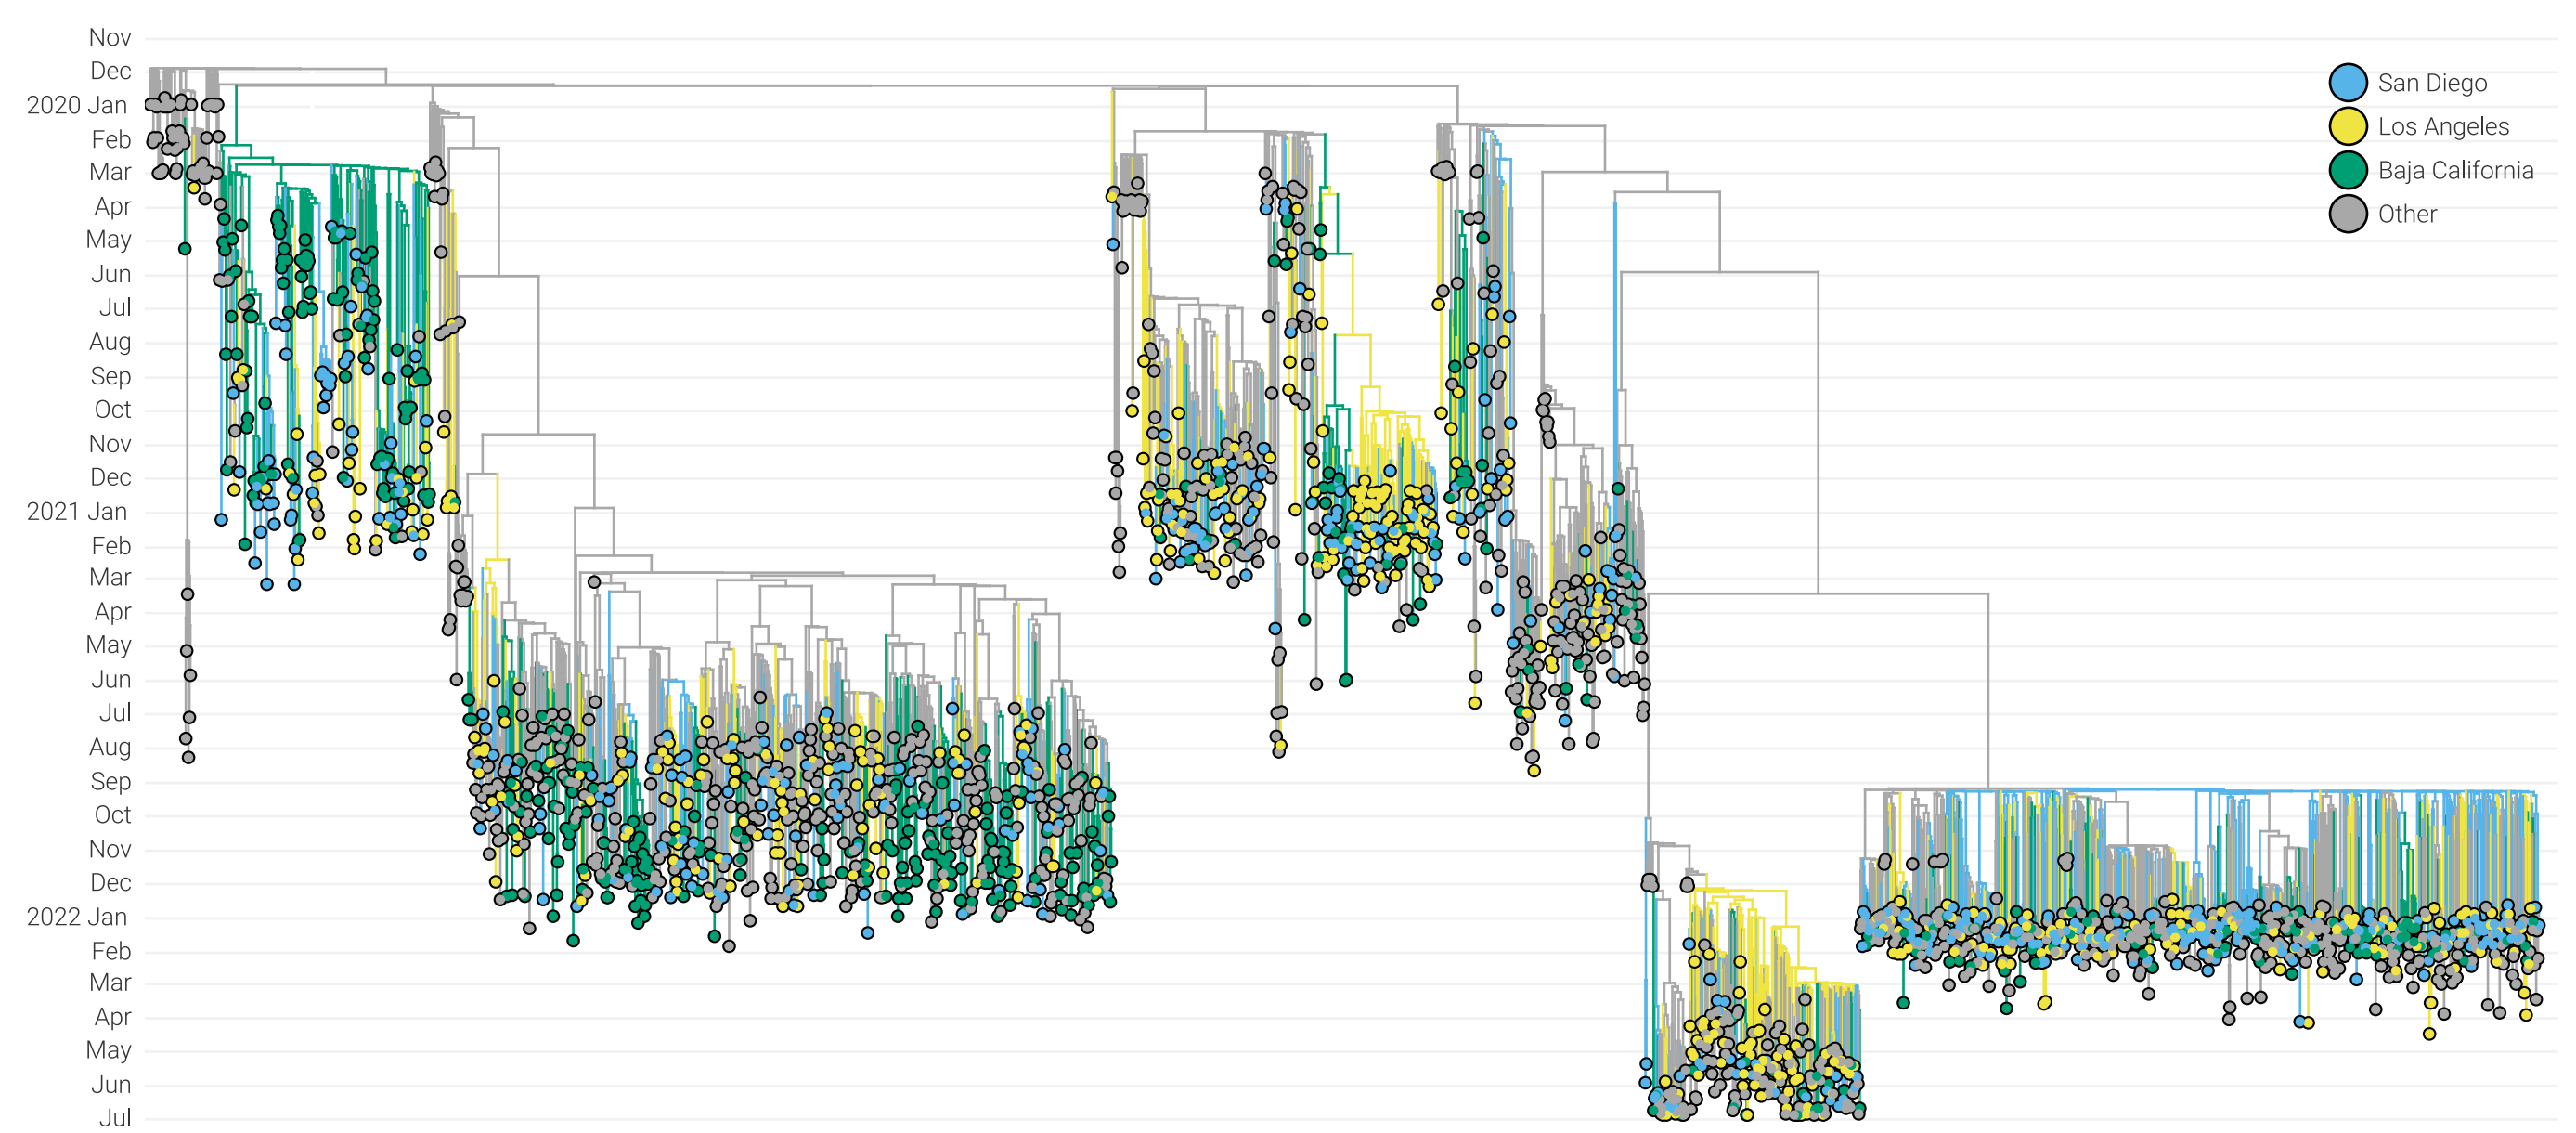 Nov
Dec
2020 Jan
Feb
Mar
Apr
May
Jun
Jul
Aug
Sep
Oct
Nov
Dec
2021 Jan
Feb
Mar
Apr
May
Jun
Jul
Aug
Sep
Oct
Nov
Dec
2022 Jan
Feb
Mar
Apr
May
Jun
Jul
San Diego
Los Angeles
Baja California
Other